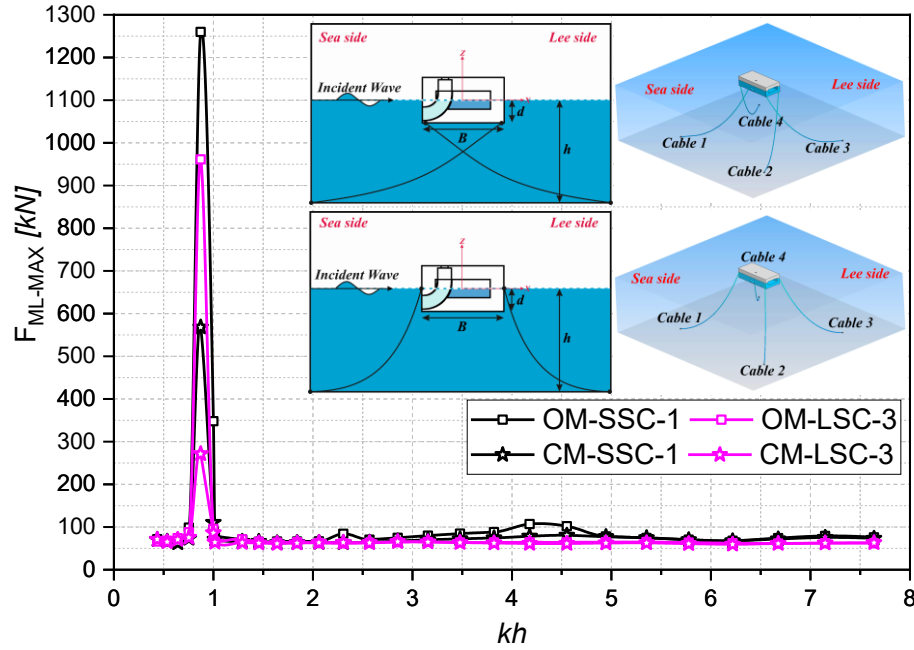 F_ML-MAX [kN]
1300
1200
1100
1000
900
800
700
600
500
400
300
200
100
0
0 1 2 3 4 5 6 7 8
kh
Sea side Lee side
Incident Wave
z
x
d
B
h
Sea side Lee side
Cable 4
Cable 1 Cable 3
Cable 2
Sea side Lee side
Incident Wave
z
x
d
B
h
Cable 4
Sea side Lee side
Cable 1 Cable 3
Cable 2
OM-SSC-1 OM-LSC-3
CM-SSC-1 CM-LSC-3